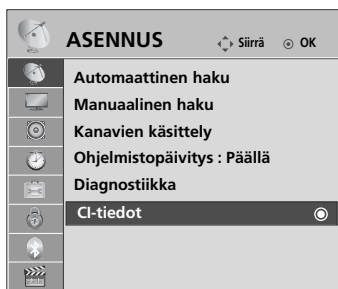 ASENNUS Siirrä OK
Automaattinen haku
Manuaalinen haku
Kanavien käsittely
Ohjelmistopäivitys : Päällä
Diagnostiikka
CI-tiedot